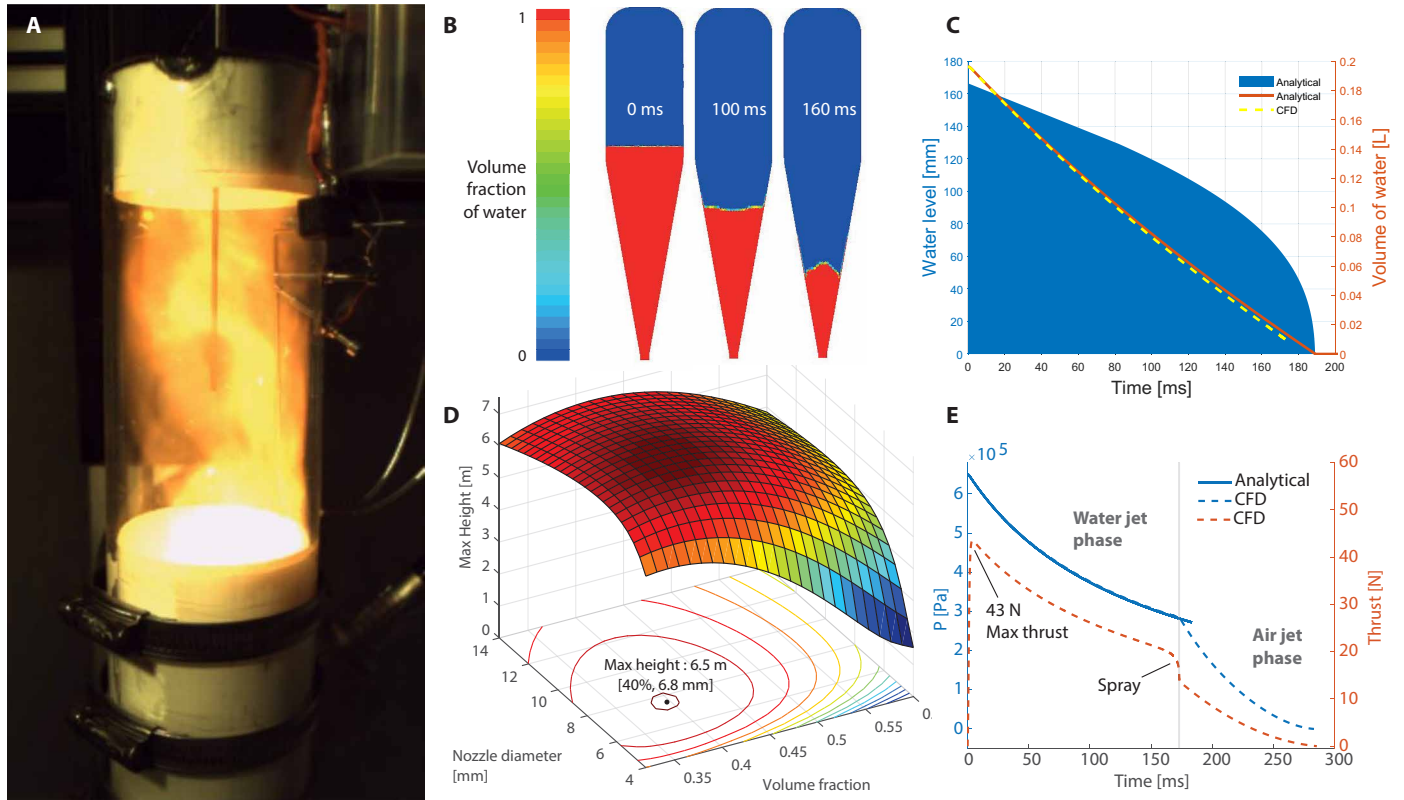 A
B
1
0 ms
100 ms
160 ms
Volume
fraction
of water
0
C
180
160
140
120
100
80
60
40
20
0
Water level [mm]
0.2
0.18
0.16
0.14
0.12
0.1
0.08
0.06
0.04
0.02
0
Volume of water [L]
Analytical
Analytical
CFD
0 20 40 60 80 100 120 140 160 180 200
Time [ms]
D
7
6
5
4
3
2
1
0
Max Height [m]
14
12
10
8
6
4
Nozzle diameter
[mm]
Max height : 6.5 m
[40%, 6.8 mm]
0.35
0.4
0.45
0.5
0.55
0.
Volume fraction
E
×10 5
6
5
4
3
2
1
0
P [Pa]
60
50
40
30
20
10
0
Thrust [N]
Analytical
CFD
CFD
Water jet
phase
43 N
Max thrust
Air jet
phase
Spray
0 50 100 150 200 250 300
Time [ms]